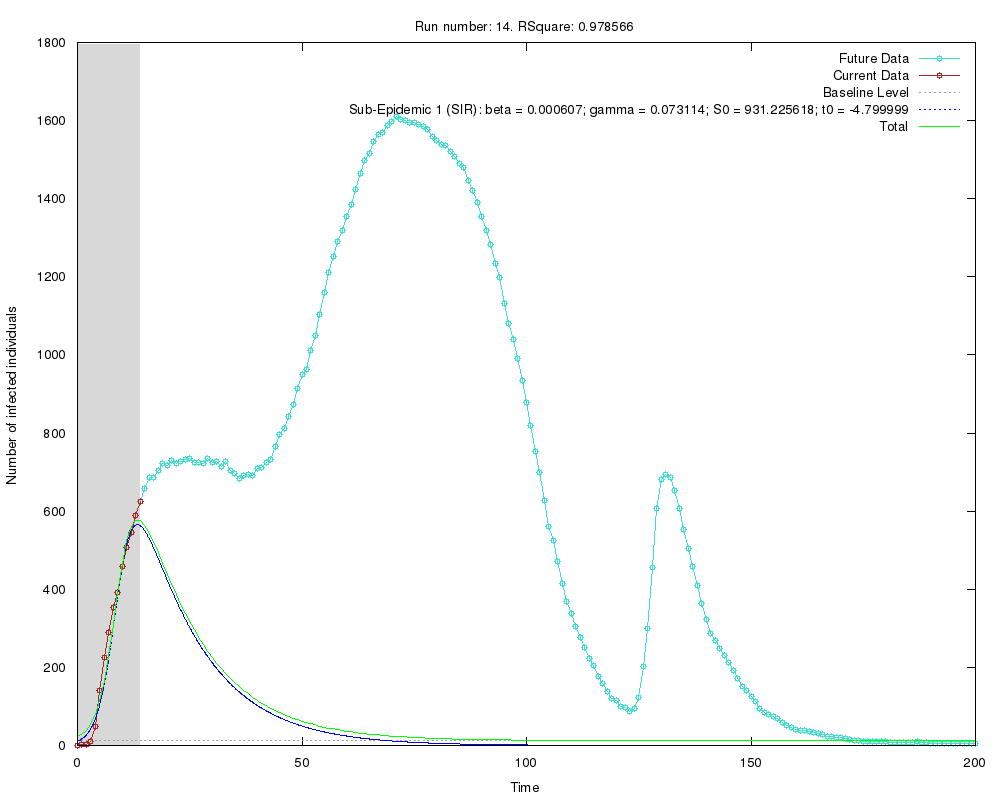 Run number: 14. RSquare: 0.978566
1800
1600
1400
1200
1000
800
600
400
200
0
Number of infected individuals
Future Data
Current Data
Baseline Level
Sub-Epidemic 1 (SIR): beta = 0.000607; gamma = 0.073114; S0 = 931.225618; t0 = -4.799999
Total
0 50 100 150 200
Time